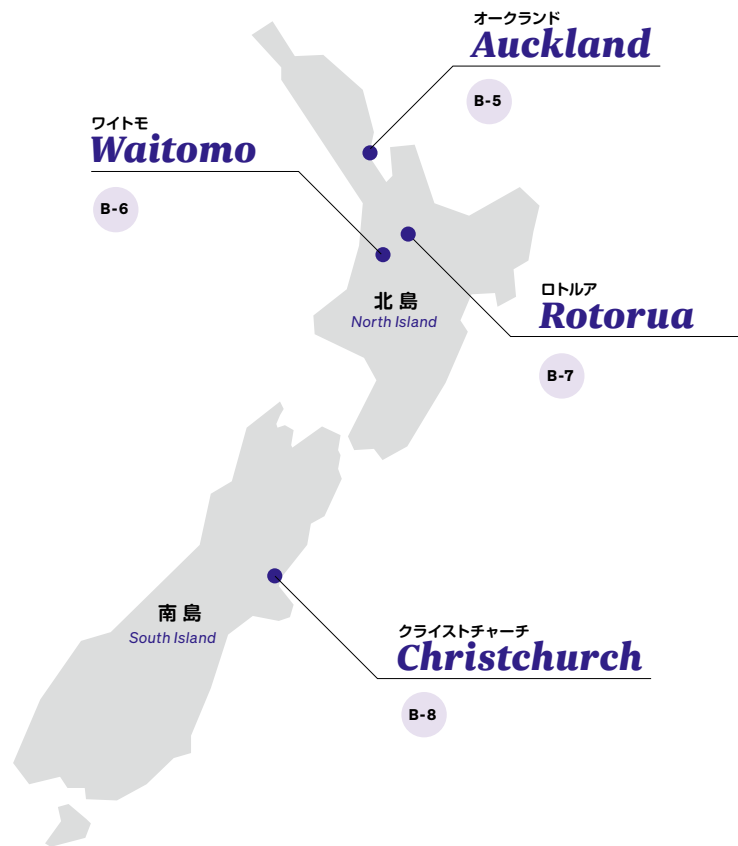 オークランド
Auckland
B-5
ワイトモ
Waitomo
B-6
北島
North Island
ロトルア
Rotorua
B-7
南島
South Island
クライストチャーチ
Christchurch
B-8